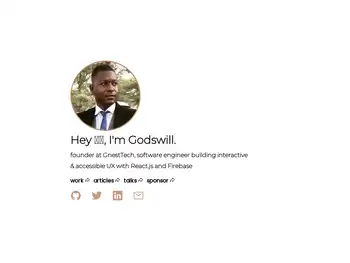 Hey 👋🏽, I'm Godswill.
founder at GnestTech, software engineer building interactive
& accessible UX with React.js and Firebase
work articles talks sponsor